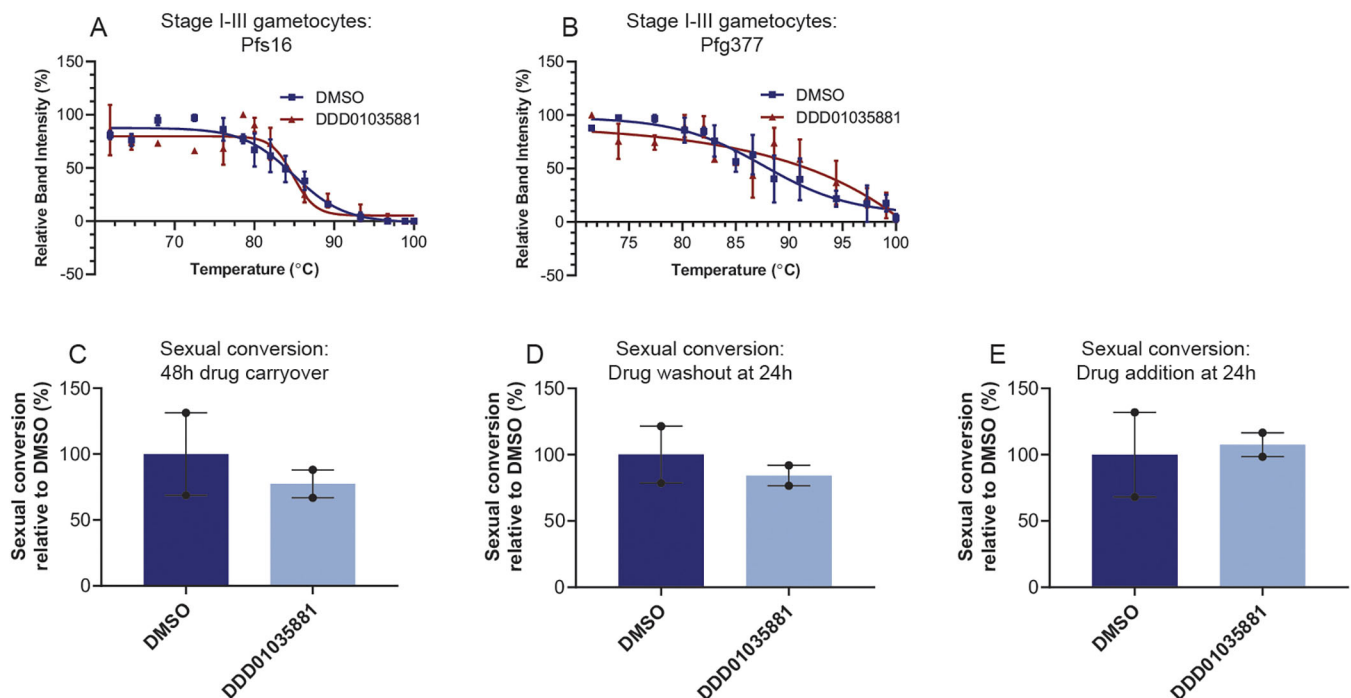 A
Stage I-III gametocytes:
Pfs16
Relative Band Intensity (%)
150
100
50
0
-50
70
80
90
100
Temperature (°C)
DMSO
DDD01035881
B
Stage I-III gametocytes:
Pfg377
Relative Band Intensity (%)
150
100
50
0
-50
75
80
85
90
95
100
Temperature (°C)
DMSO
DDD01035881
C
Sexual conversion:
48h drug carryover
Sexual conversion
relative to DMSO (%)
150
100
50
0
DMSO
DDD01035881
D
Sexual conversion:
Drug washout at 24h
Sexual conversion
relative to DMSO (%)
150
100
50
0
DMSO
DDD01035881
E
Sexual conversion:
Drug addition at 24h
Sexual conversion
relative to DMSO (%)
150
100
50
0
DMSO
DDD01035881